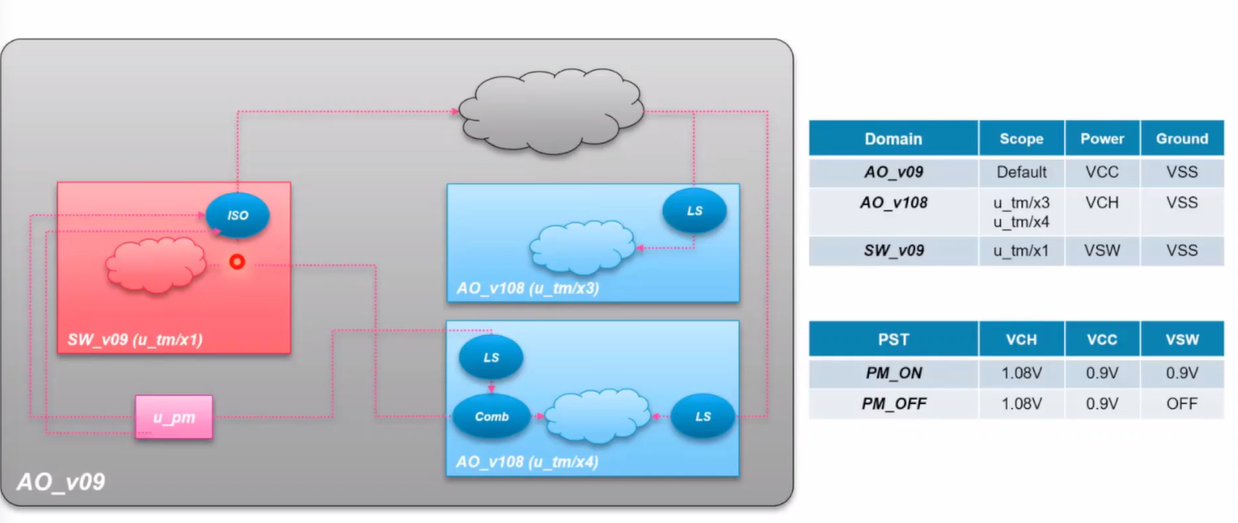 ISO
SW_v09 (u_tm/x1)
LS
AO_v108 (u_tm/x3)
LS
Comb
LS
AO_v108 (u_tm/x4)
u_pm
AO_v09
Domain Scope Power Ground
AO_v09 Default VCC VSS
AO_v108 u_tm/x3 VCH VSS
u_tm/x4
SW_v09 u_tm/x1 VSW VSS
PST VCH VCC VSW
PM_ON 1.08V 0.9V 0.9V
PM_OFF 1.08V 0.9V OFF